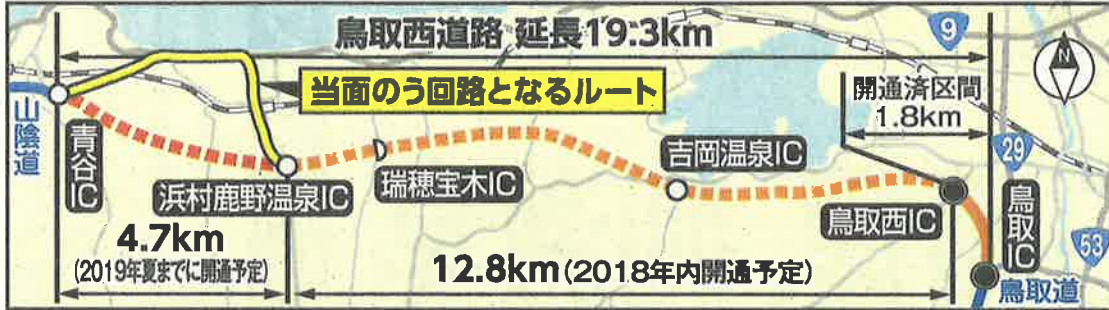 鳥取西道路 延長19.3km
9
N
当面のう回路となるルート
開通済区間
1.8km
山陰道
青谷IC
浜村鹿野温泉IC
瑞穂宝木IC
吉岡温泉IC
鳥取西IC
29
鳥取IC
53
4.7km
(2019年夏までに開通予定)
12.8km(2018年内開通予定)
鳥取道